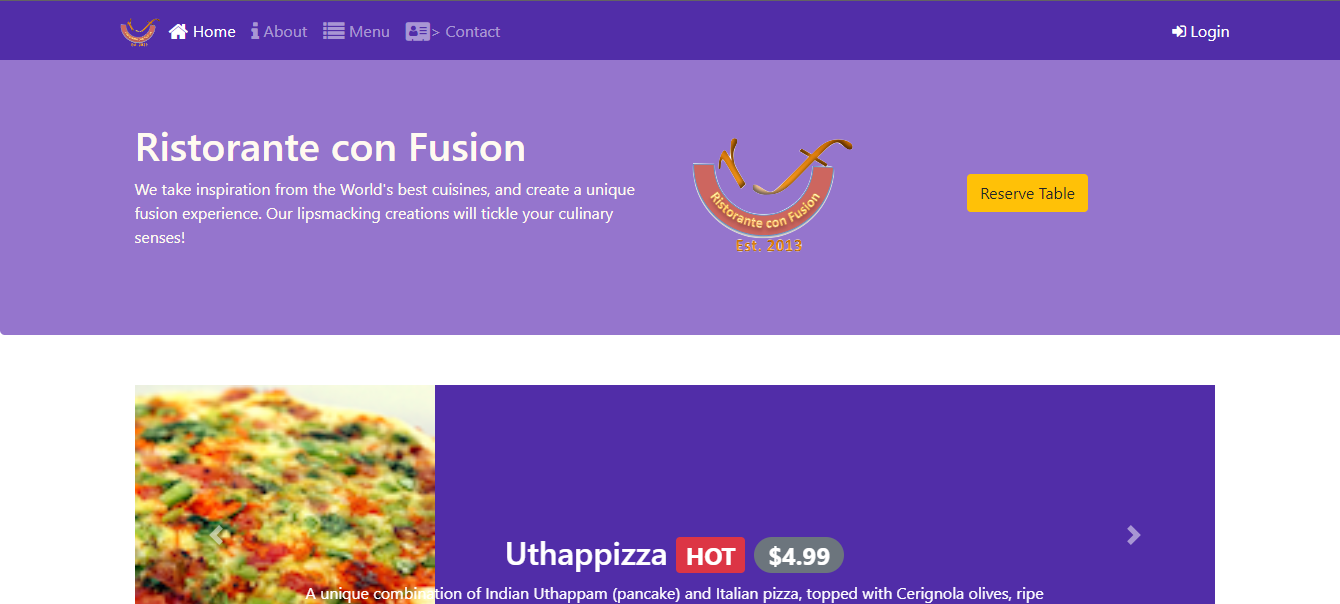 Home About Menu > Contact Login
Ristorante con Fusion
We take inspiration from the World's best cuisines, and create a unique
fusion experience. Our lipsmacking creations will tickle your culinary
senses!
Ristorante con Fusion
Est. 2013
Reserve Table
Uthappizza HOT $4.99
A unique combination of Indian Uthappam (pancake) and Italian pizza, topped with Cerignola olives, ripe